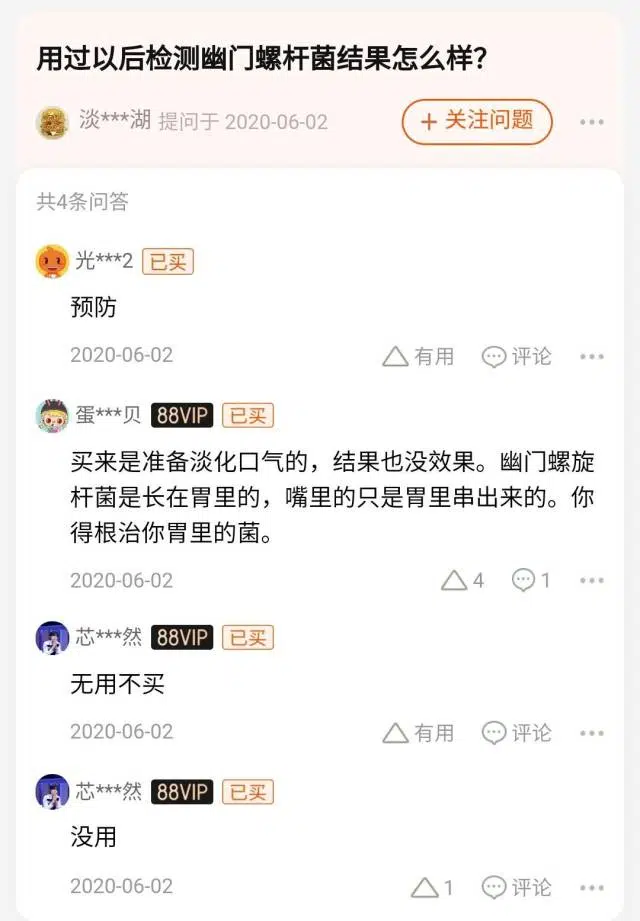 用过以后检测幽门螺杆菌结果怎么样？
淡***湖 提问于 2020-06-02 + 关注问题
共4条问答
光***2 已买
预防
2020-06-02 有用 评论
蛋***贝 88VIP 已买
买来是准备淡化口气的，结果也没效果。幽门螺旋
杆菌是长在胃里的，嘴里的只是胃里串出来的。你
得根治你胃里的菌。
2020-06-02 4 1
芯***然 88VIP 已买
无用不买
2020-06-02 有用 评论
芯***然 88VIP 已买
没用
2020-06-02 1 评论